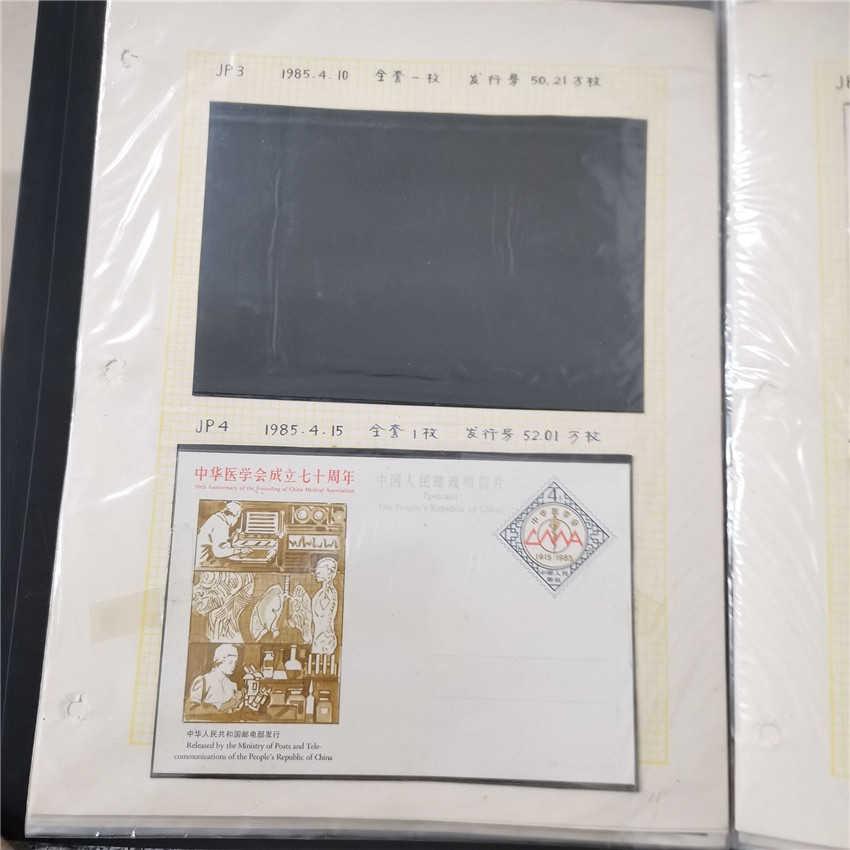 JP3 1985.4.10 全套一枚 发行号 50.21万枚
JP4 1985.4.15 全套1枚 发行号 52.01万枚
中华医学会成立七十周年
70th Anniversary of the Founding of China Medical Association
中国人民邮政明信片
Postcard
The People's Republic of China
4
中华医学会
CMA
1915 1985
中国人民
邮政
中华人民共和国邮电部发行
Released by the Ministry of Posts and Tele-
communications of the People's Republic of China